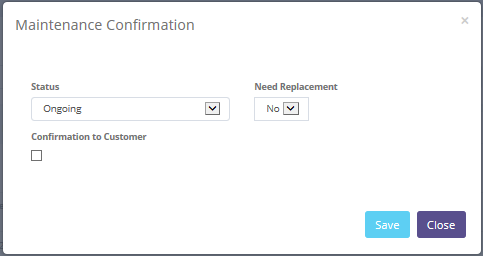 Maintenance Confirmation ×
Status Need Replacement
Ongoing No
Confirmation to Customer
Save Close